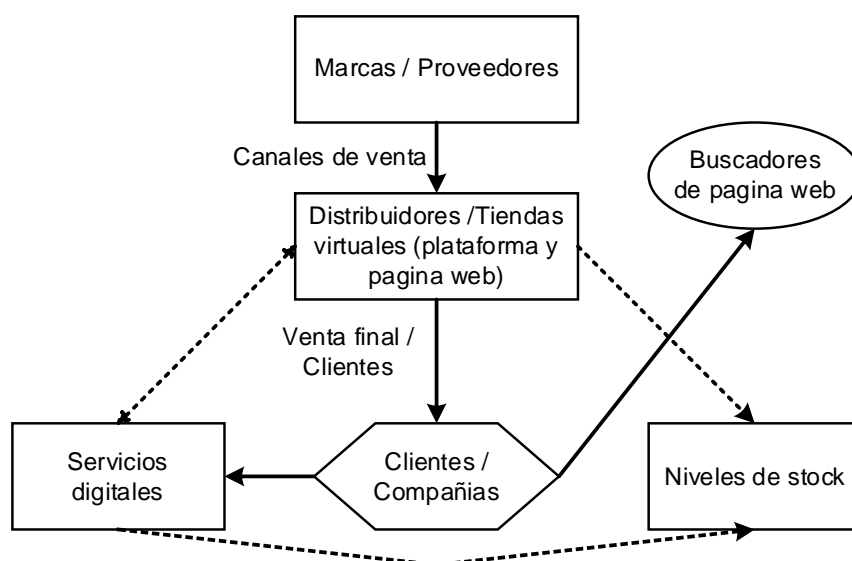 Marcas / Proveedores
Canales de venta
Buscadores
de pagina web
Distribuidores /Tiendas
virtuales (plataforma y
pagina web)
Venta final /
Clientes
Servicios
digitales
Clientes /
Compañias
Niveles de stock